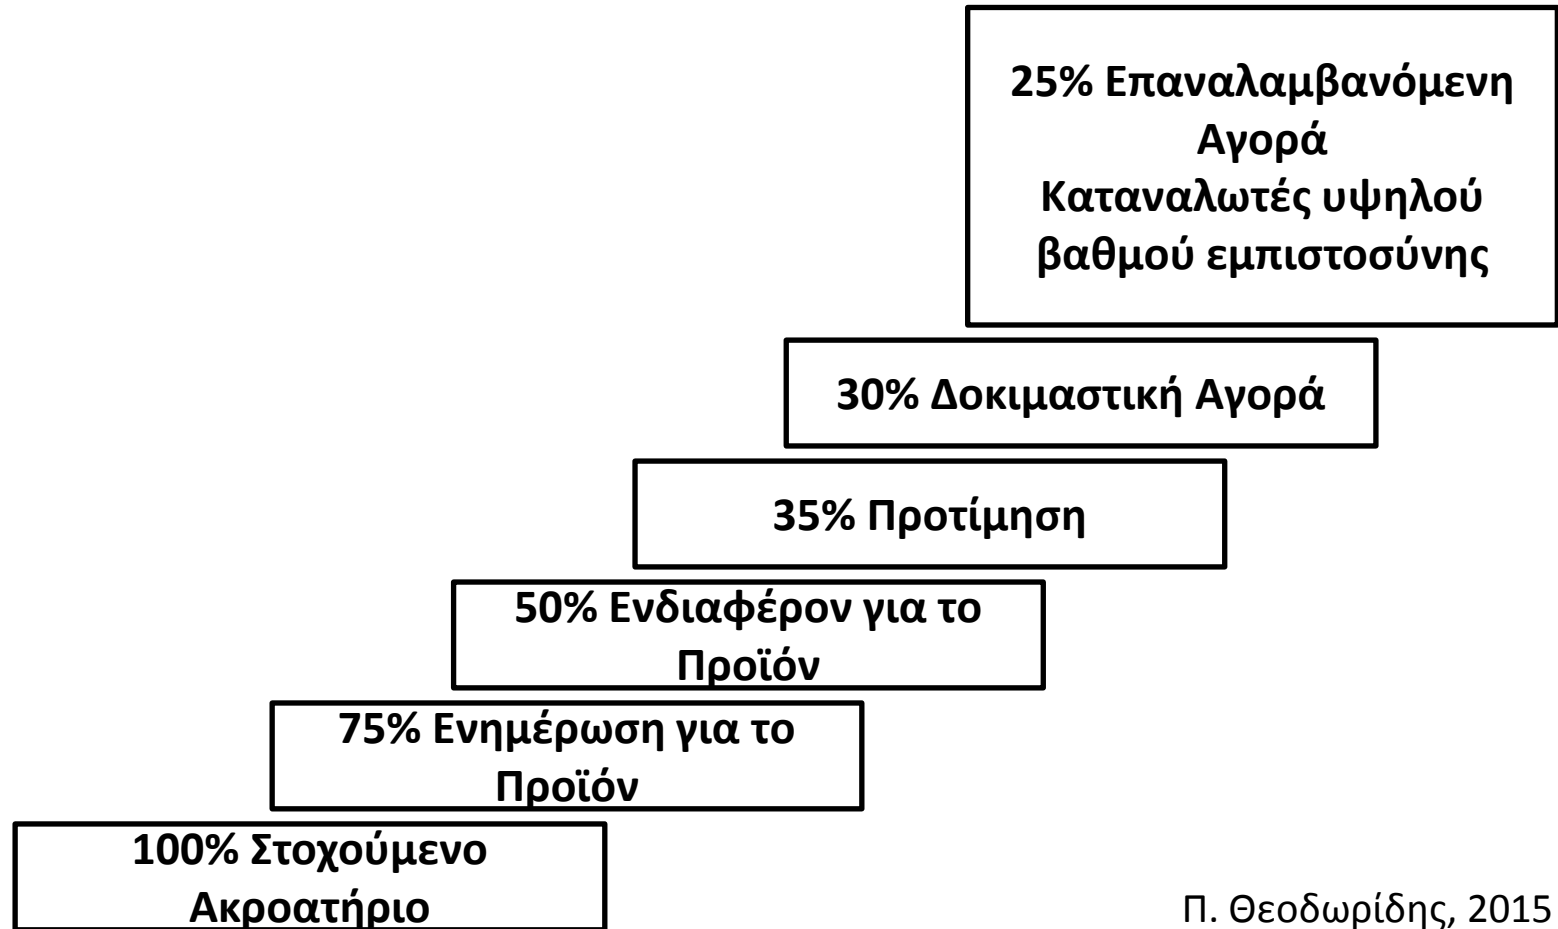 25% Επαναλαμβανόμενη
Αγορά
Καταναλωτές υψηλού
βαθμού εμπιστοσύνης
30% Δοκιμαστική Αγορά
35% Προτίμηση
50% Ενδιαφέρον για το
Προϊόν
75% Ενημέρωση για το
Προϊόν
100% Στοχούμενο
Ακροατήριο
Π. Θεοδωρίδης, 2015